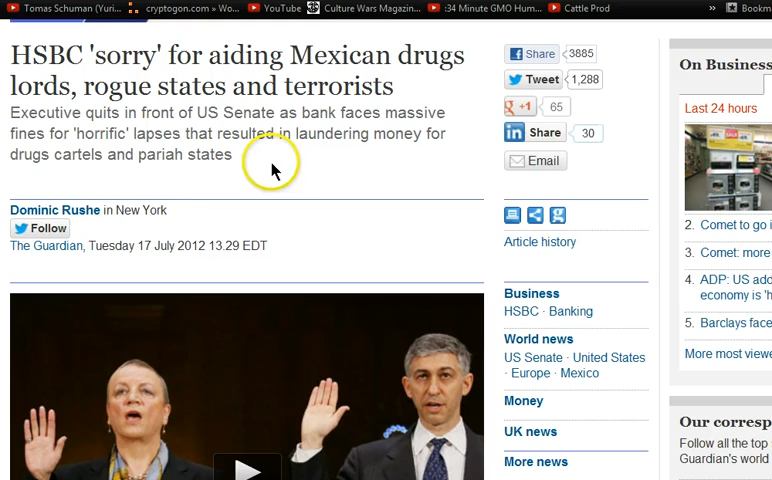 Tomas Schuman (Yuri... cryptogon.com » Wo... YouTube Culture Wars Magazin... :34 Minute GMO Hum... Cattle Prod » Bookm
HSBC 'sorry' for aiding Mexican drugs
lords, rogue states and terrorists
Executive quits in front of US Senate as bank faces massive
fines for 'horrific' lapses that resulted in laundering money for
drugs cartels and pariah states
Dominic Rushe in New York
Follow
The Guardian, Tuesday 17 July 2012 13.29 EDT
Share 3885
Tweet 1,288
g +1 65
in Share 30
Email
Article history
Business
HSBC · Banking
World news
US Senate · United States
· Europe · Mexico
Money
UK news
More news
On Business
Last 24 hours
2. Comet to go i
3. Comet: more
4. ADP: US add
economy is 'h
5. Barclays face
More most viewe
Our corresp
Follow all the top
Guardian's world